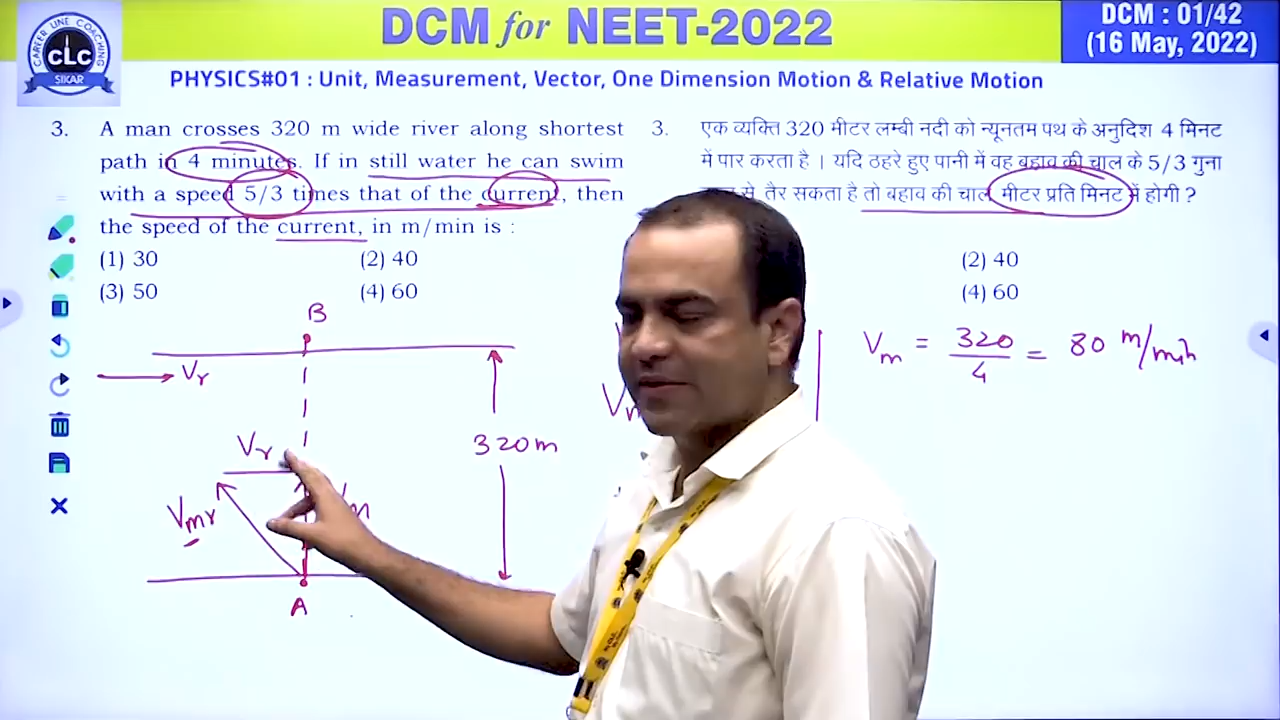 DCM for NEET-2022
DCM : 01/42
(16 May, 2022)
CAREER LINE COACHING
CLC
SIKAR
PHYSICS#01 : Unit, Measurement, Vector, One Dimension Motion & Relative Motion
3. A man crosses 320 m wide river along shortest
path in 4 minutes. If in still water he can swim
with a speed 5/3 times that of the current, then
the speed of the current, in m/min is :
(1) 30 (2) 40
(3) 50 (4) 60
3. एक व्यक्ति 320 मीटर लम्बी नदी को न्यूनतम पथ के अनुदिश 4 मिनट
में पार करता है । यदि ठहरे हुए पानी में वह बहाव की चाल के 5/3 गुना
से, तैर सकता है तो बहाव की चाल मीटर प्रति मिनट में होगी ?
(2) 40
(4) 60
B
Vr
Vr
Vmr
A
320m
Vm = 320/4 = 80 m/min